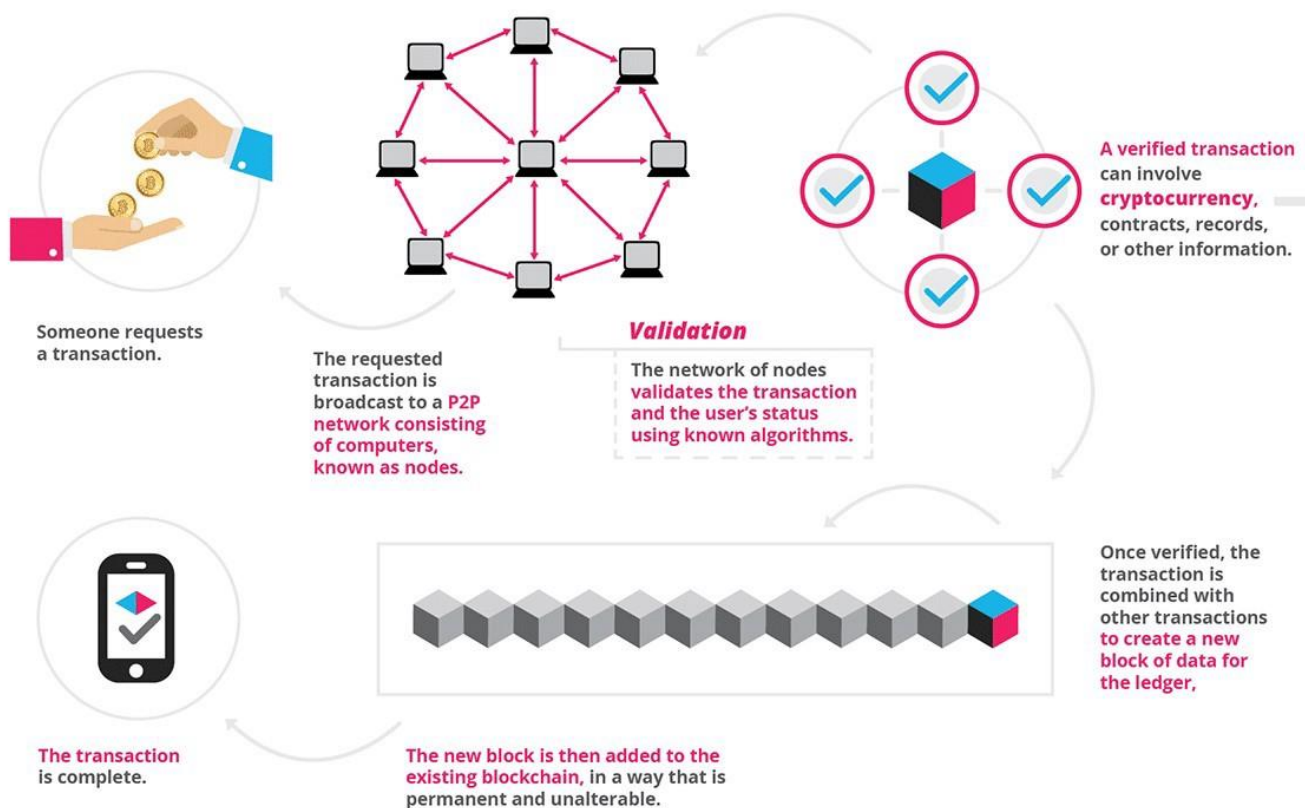 Someone requests
a transaction.
The requested
transaction is
broadcast to a P2P
network consisting
of computers,
known as nodes.
Validation
The network of nodes
validates the transaction
and the user's status
using known algorithms.
A verified transaction
can involve
cryptocurrency,
contracts, records,
or other information.
Once verified, the
transaction is
combined with
other transactions
to create a new
block of data for
the ledger,
The new block is then added to the
existing blockchain, in a way that is
permanent and unalterable.
The transaction
is complete.